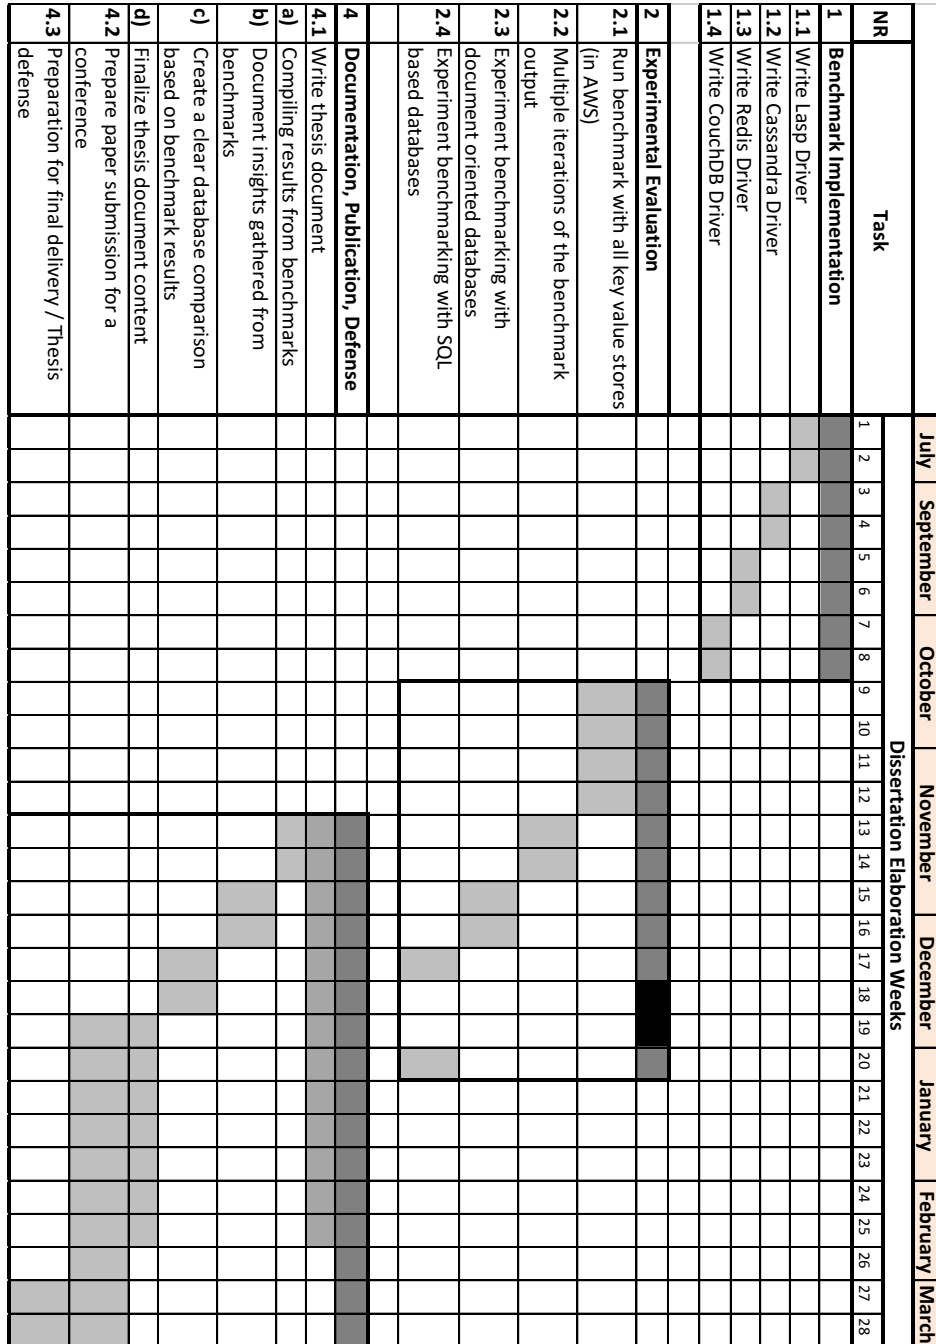 July September October November December January February March
Dissertation Elaboration Weeks
NR Task 1 2 3 4 5 6 7 8 9 10 11 12 13 14 15 16 17 18 19 20 21 22 23 24 25 26 27 28
1 Benchmark Implementation
1.1 Write Lasp Driver
1.2 Write Cassandra Driver
1.3 Write Redis Driver
1.4 Write CouchDB Driver
2 Experimental Evaluation
2.1 Run benchmark with all key value stores
(in AWS)
2.2 Multiple iterations of the benchmark
output
2.3 Experiment benchmarking with
document oriented databases
2.4 Experiment benchmarking with SQL
based databases
4 Documentation, Publication, Defense
4.1 Write thesis document
a) Compiling results from benchmarks
b) Document insights gathered from
benchmarks
c) Create a clear database comparison
based on benchmark results
d) Finalize thesis document content
4.2 Prepare paper submission for a
conference
4.3 Preparation for final delivery / Thesis
defense